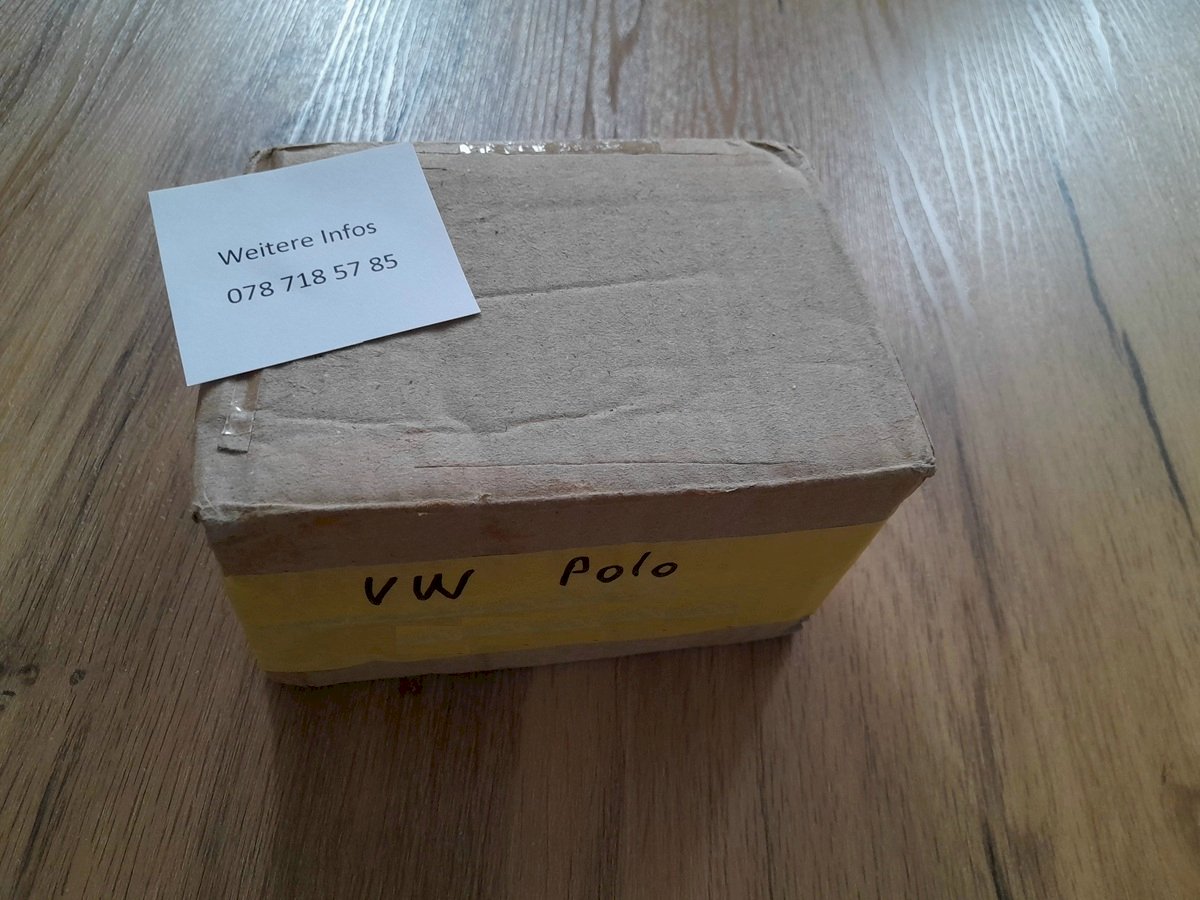 Weitere Infos
078 718 57 85
VW Polo